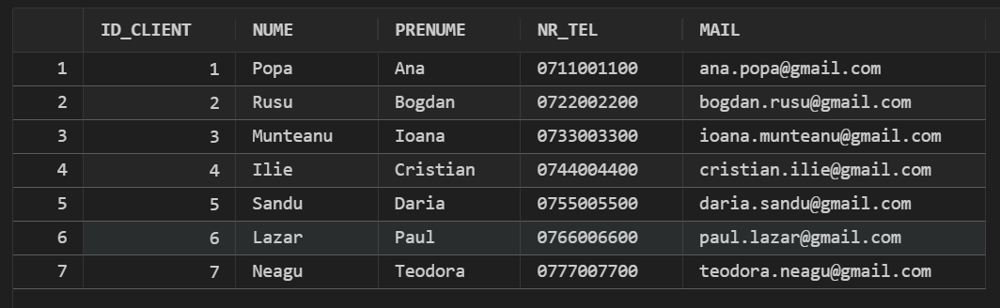 ID_CLIENT NUME PRENUME NR_TEL MAIL
1 1 Popa Ana 0711001100 ana.popa@gmail.com
2 2 Rusu Bogdan 0722002200 bogdan.rusu@gmail.com
3 3 Munteanu Ioana 0733003300 ioana.munteanu@gmail.com
4 4 Ilie Cristian 0744004400 cristian.ilie@gmail.com
5 5 Sandu Daria 0755005500 daria.sandu@gmail.com
6 6 Lazar Paul 0766006600 paul.lazar@gmail.com
7 7 Neagu Teodora 0777007700 teodora.neagu@gmail.com